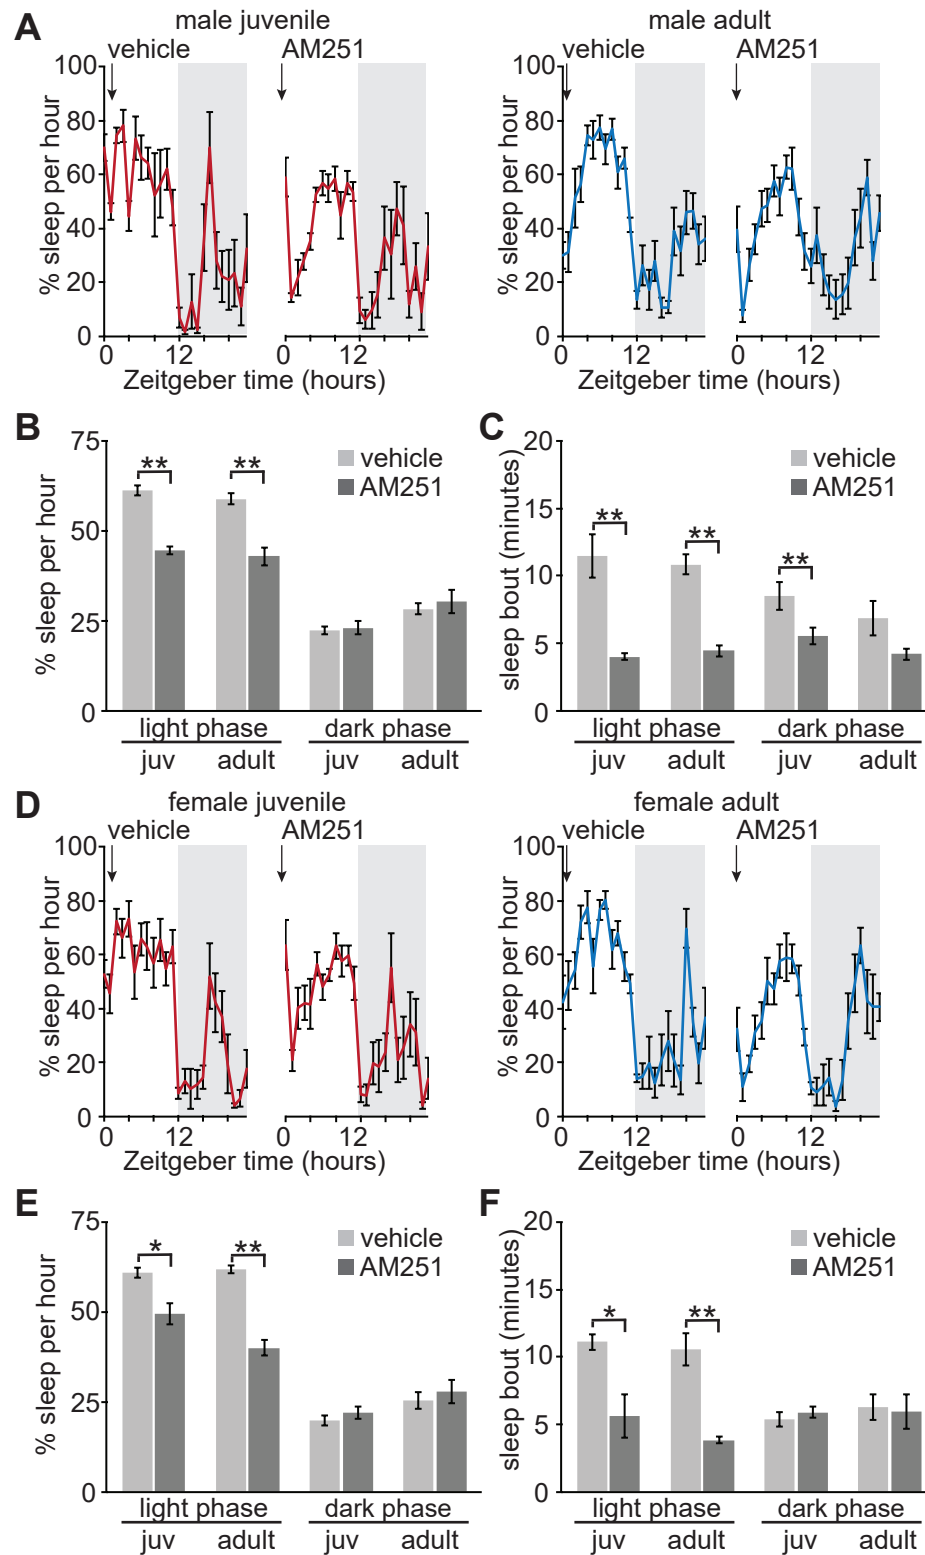 A
male juvenile
male adult
vehicle
AM251
vehicle
AM251
% sleep per hour
100
80
60
40
20
0
0
12
0
12
Zeitgeber time (hours)
% sleep per hour
100
80
60
40
20
0
0
12
0
12
Zeitgeber time (hours)
B
% sleep per hour
75
50
25
0
vehicle
AM251
**
**
light phase
dark phase
juv
adult
juv
adult
C
sleep bout (minutes)
20
15
10
5
0
vehicle
AM251
**
**
**
light phase
dark phase
juv
adult
juv
adult
D
female juvenile
female adult
vehicle
AM251
vehicle
AM251
% sleep per hour
100
80
60
40
20
0
0
12
0
12
Zeitgeber time (hours)
% sleep per hour
100
80
60
40
20
0
0
12
0
12
Zeitgeber time (hours)
E
% sleep per hour
75
50
25
0
vehicle
AM251
*
**
light phase
dark phase
juv
adult
juv
adult
F
sleep bout (minutes)
20
15
10
5
0
vehicle
AM251
*
**
light phase
dark phase
juv
adult
juv
adult